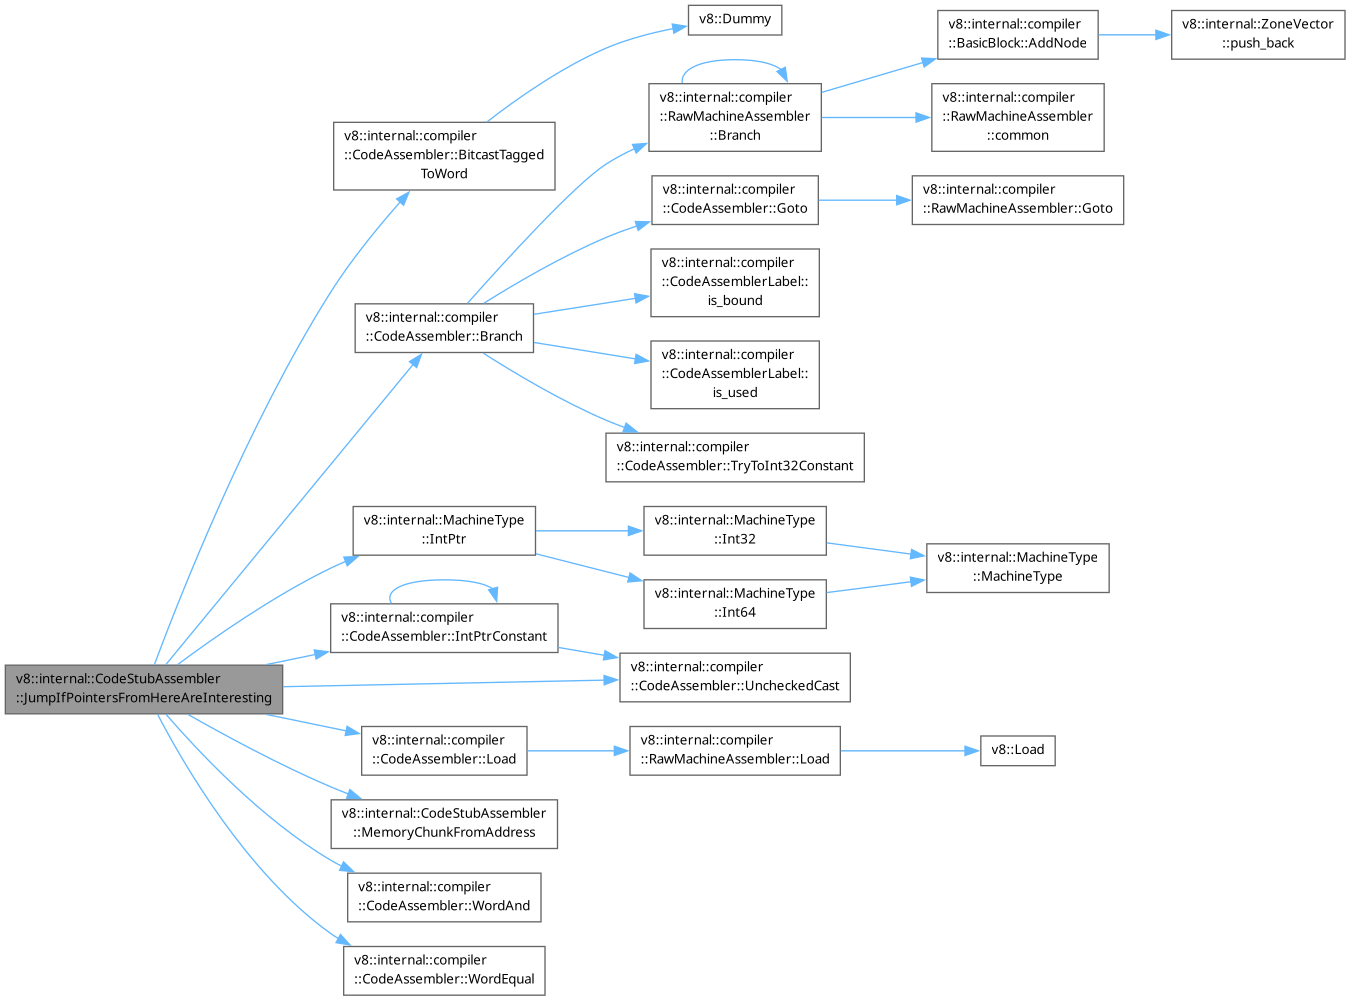 v8::Dummy
v8::internal::compiler
::BasicBlock::AddNode
v8::internal::ZoneVector
::push_back
v8::internal::compiler
::RawMachineAssembler
::Branch
v8::internal::compiler
::RawMachineAssembler
::common
v8::internal::compiler
::CodeAssembler::BitcastTagged
ToWord
v8::internal::compiler
::CodeAssembler::Goto
v8::internal::compiler
::RawMachineAssembler::Goto
v8::internal::compiler
::CodeAssemblerLabel::
is_bound
v8::internal::compiler
::CodeAssembler::Branch
v8::internal::compiler
::CodeAssemblerLabel::
is_used
v8::internal::compiler
::CodeAssembler::TryToInt32Constant
v8::internal::MachineType
::IntPtr
v8::internal::MachineType
::Int32
v8::internal::MachineType
::MachineType
v8::internal::MachineType
::Int64
v8::internal::compiler
::CodeAssembler::IntPtrConstant
v8::internal::compiler
::CodeAssembler::UncheckedCast
v8::internal::CodeStubAssembler
::JumpIfPointersFromHereAreInteresting
v8::internal::compiler
::CodeAssembler::Load
v8::internal::compiler
::RawMachineAssembler::Load
v8::Load
v8::internal::CodeStubAssembler
::MemoryChunkFromAddress
v8::internal::compiler
::CodeAssembler::WordAnd
v8::internal::compiler
::CodeAssembler::WordEqual